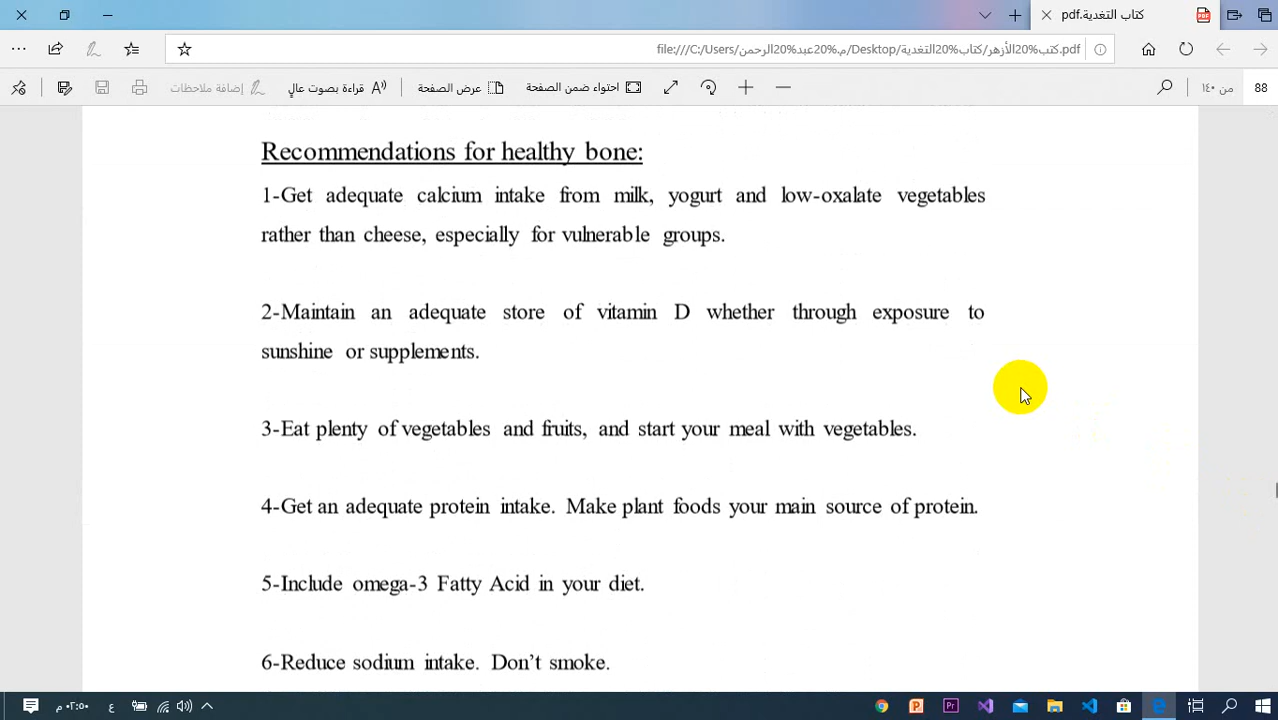 كتاب التغدية.pdf
file:///C:/Users/م.%20عبد%20الرحمن/Desktop/كتب%20الأزهر/كتاب%20التغدية.pdf
88 من ١٤٠
احتواء ضمن الصفحة
عرض الصفحة
قراءة بصوت عالٍ
إضافة ملاحظات
Recommendations for healthy bone:
1-Get adequate calcium intake from milk, yogurt and low-oxalate vegetables
rather than cheese, especially for vulnerable groups.
2-Maintain an adequate store of vitamin D whether through exposure to
sunshine or supplements.
3-Eat plenty of vegetables and fruits, and start your meal with vegetables.
4-Get an adequate protein intake. Make plant foods your main source of protein.
5-Include omega-3 Fatty Acid in your diet.
6-Reduce sodium intake. Don’t smoke.
ع
٠٢:٥٠ م